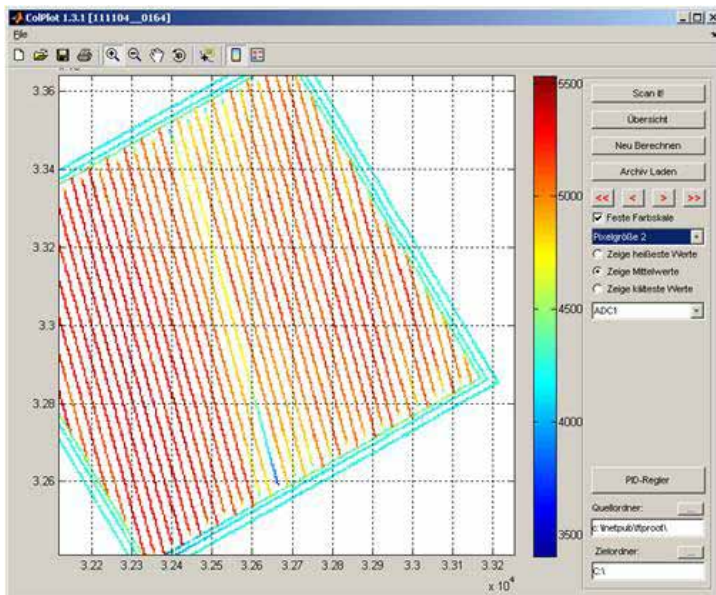 ColPlot 1.3.1 [111104__0164]
File
3.36
3.34
3.32
3.3
3.28
3.26
3.22
3.23
3.24
3.25
3.26
3.27
3.28
3.29
3.3
3.31
3.32
x 10⁴
5500
5000
4500
4000
3500
Scan it!
Übersicht
Neu Berechnen
Archiv Laden
<< < > >>
Feste Farbskale
Pixelgröße 2
Zeige heißeste Werte
Zeige Mittelwerte
Zeige kälteste Werte
ADC1
PID-Regler
Quellordner: ...
c:\Inetpub\ftproot\
Zielordner: ...
C:\